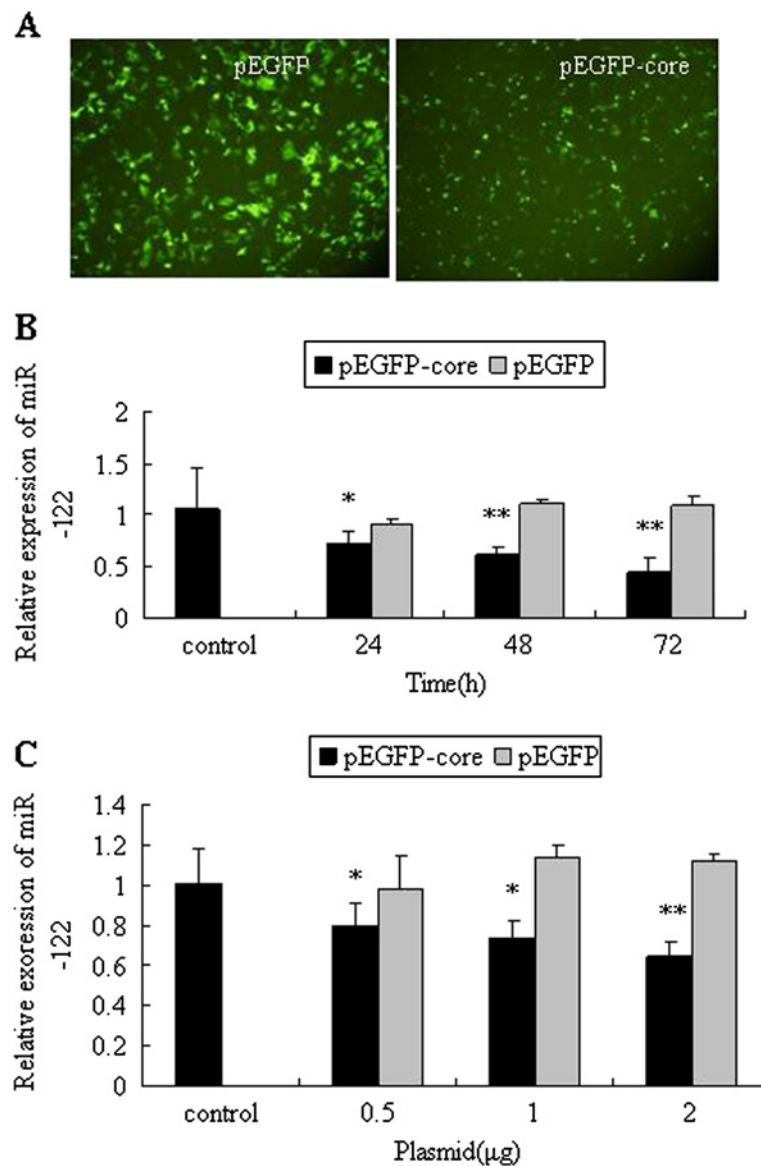 A
pEGFP
pEGFP-core
B
pEGFP-core pEGFP
Relative expression of miR
-122
2
1.5
1
0.5
0
control 24 48 72
Time(h)
* ** **
C
pEGFP-core pEGFP
Relative exoression of miR
-122
1.4
1.2
1
0.8
0.6
0.4
0.2
0
control 0.5 1 2
Plasmid(μg)
* * **